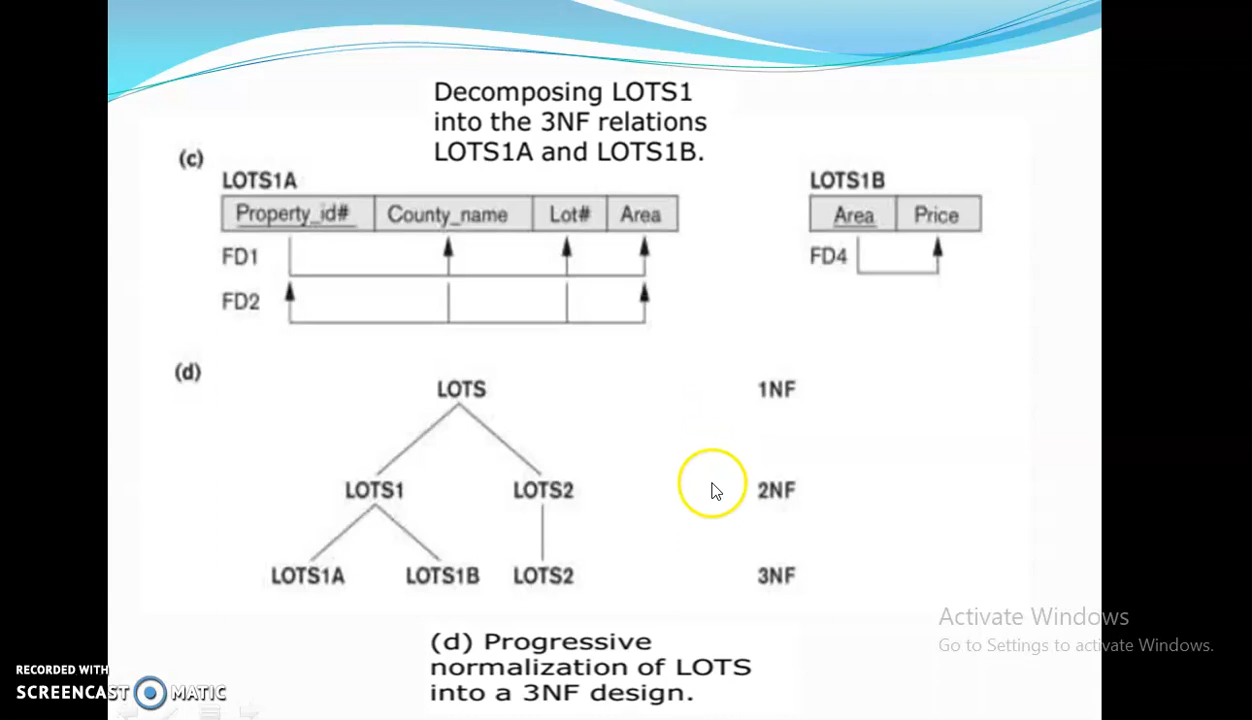 Decomposing LOTS1
into the 3NF relations
LOTS1A and LOTS1B.
(c)
LOTS1A
Property_id# County_name Lot# Area
FD1
FD2
LOTS1B
Area Price
FD4
(d)
LOTS 1NF
LOTS1 LOTS2 2NF
LOTS1A LOTS1B LOTS2 3NF
(d) Progressive
normalization of LOTS
into a 3NF design.
Activate Windows
Go to Settings to activate Windows.
RECORDED WITH
SCREENCAST MATIC